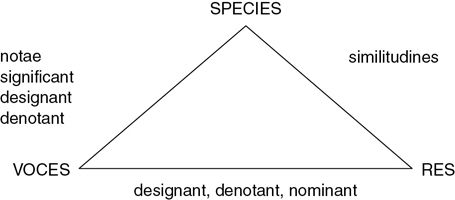 SPECIES
notae
significant
designant
denotant
similitudines
VOCES
RES
designant, denotant, nominant